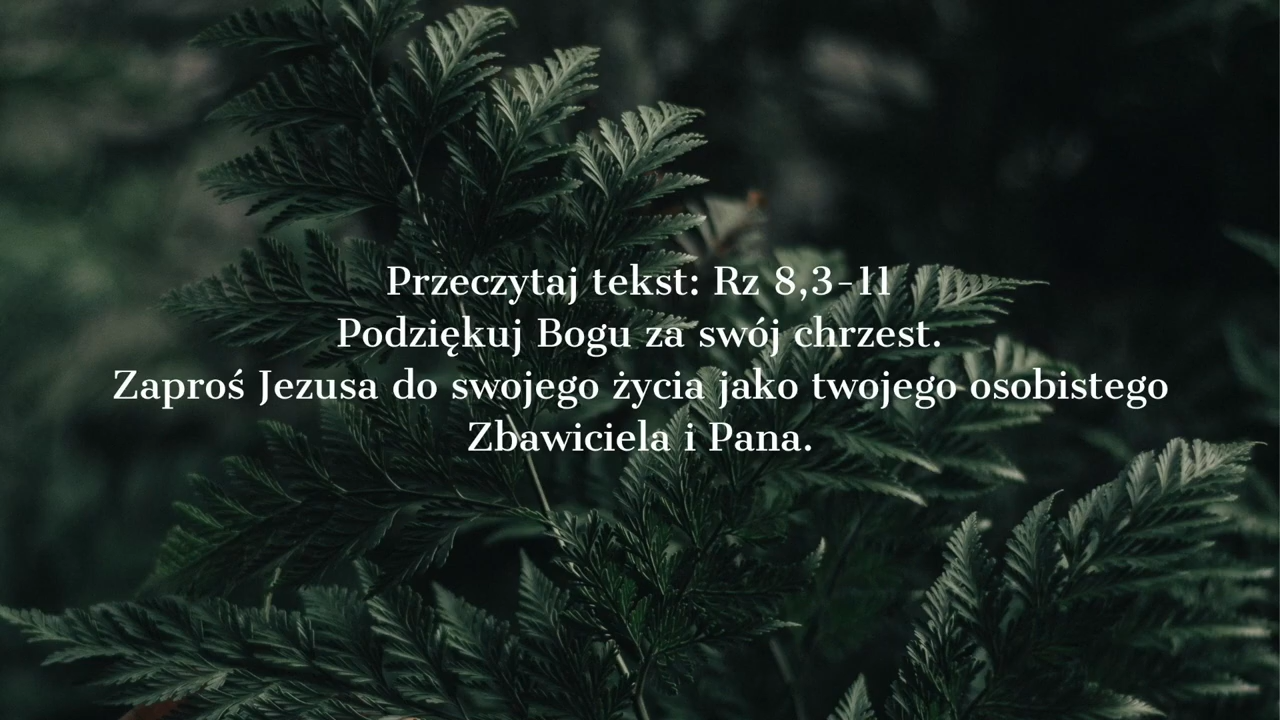 Przeczytaj tekst: Rz 8,3-11
Podziękuj Bogu za swój chrzest.
Zaproś Jezusa do swojego życia jako twojego osobistego
Zbawiciela i Pana.